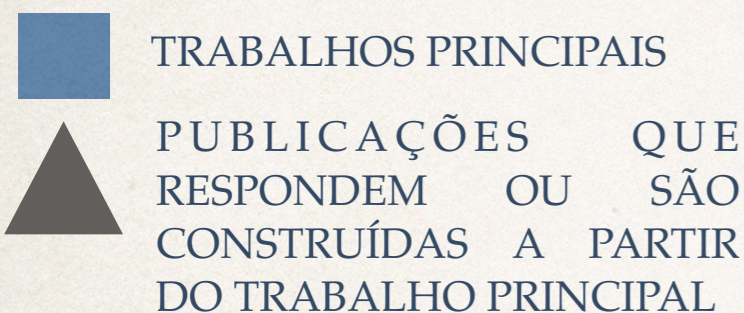 TRABALHOS PRINCIPAIS
PUBLICAÇÕES QUE
RESPONDEM OU SÃO
CONSTRUÍDAS A PARTIR
DO TRABALHO PRINCIPAL